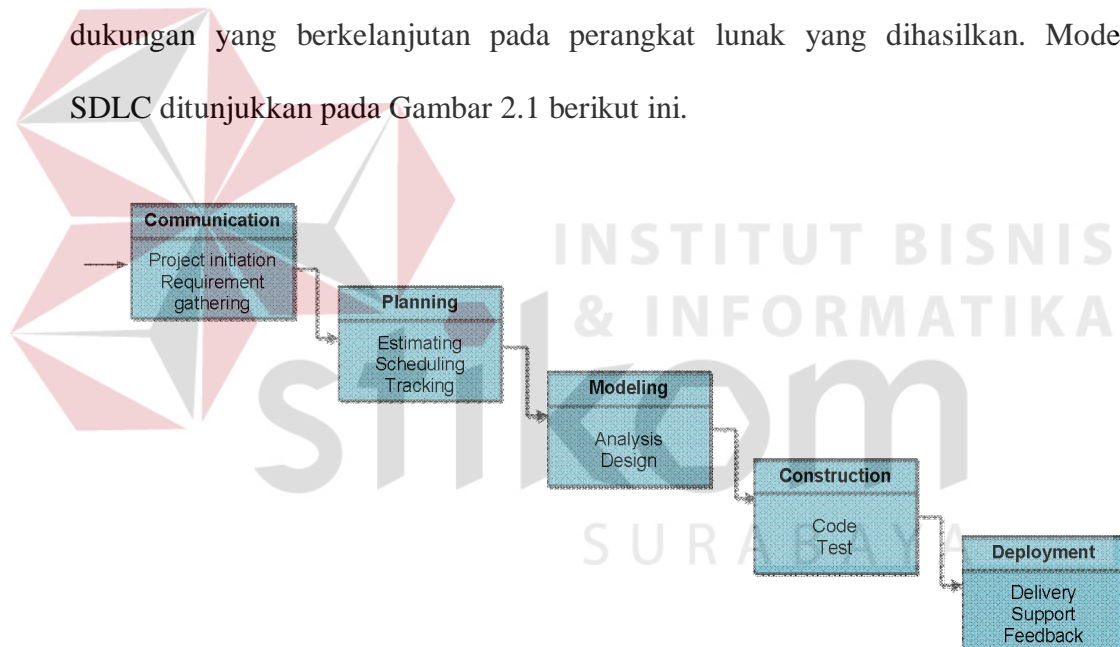 dukungan yang berkelanjutan pada perangkat lunak yang dihasilkan. Mode
SDLC ditunjukkan pada Gambar 2.1 berikut ini.
INSTITUT BISNIS
& INFORMATIKA
stikom
SURABAYA
Communication
Project initiation
Requirement
gathering
Planning
Estimating
Scheduling
Tracking
Modeling
Analysis
Design
Construction
Code
Test
Deployment
Delivery
Support
Feedback